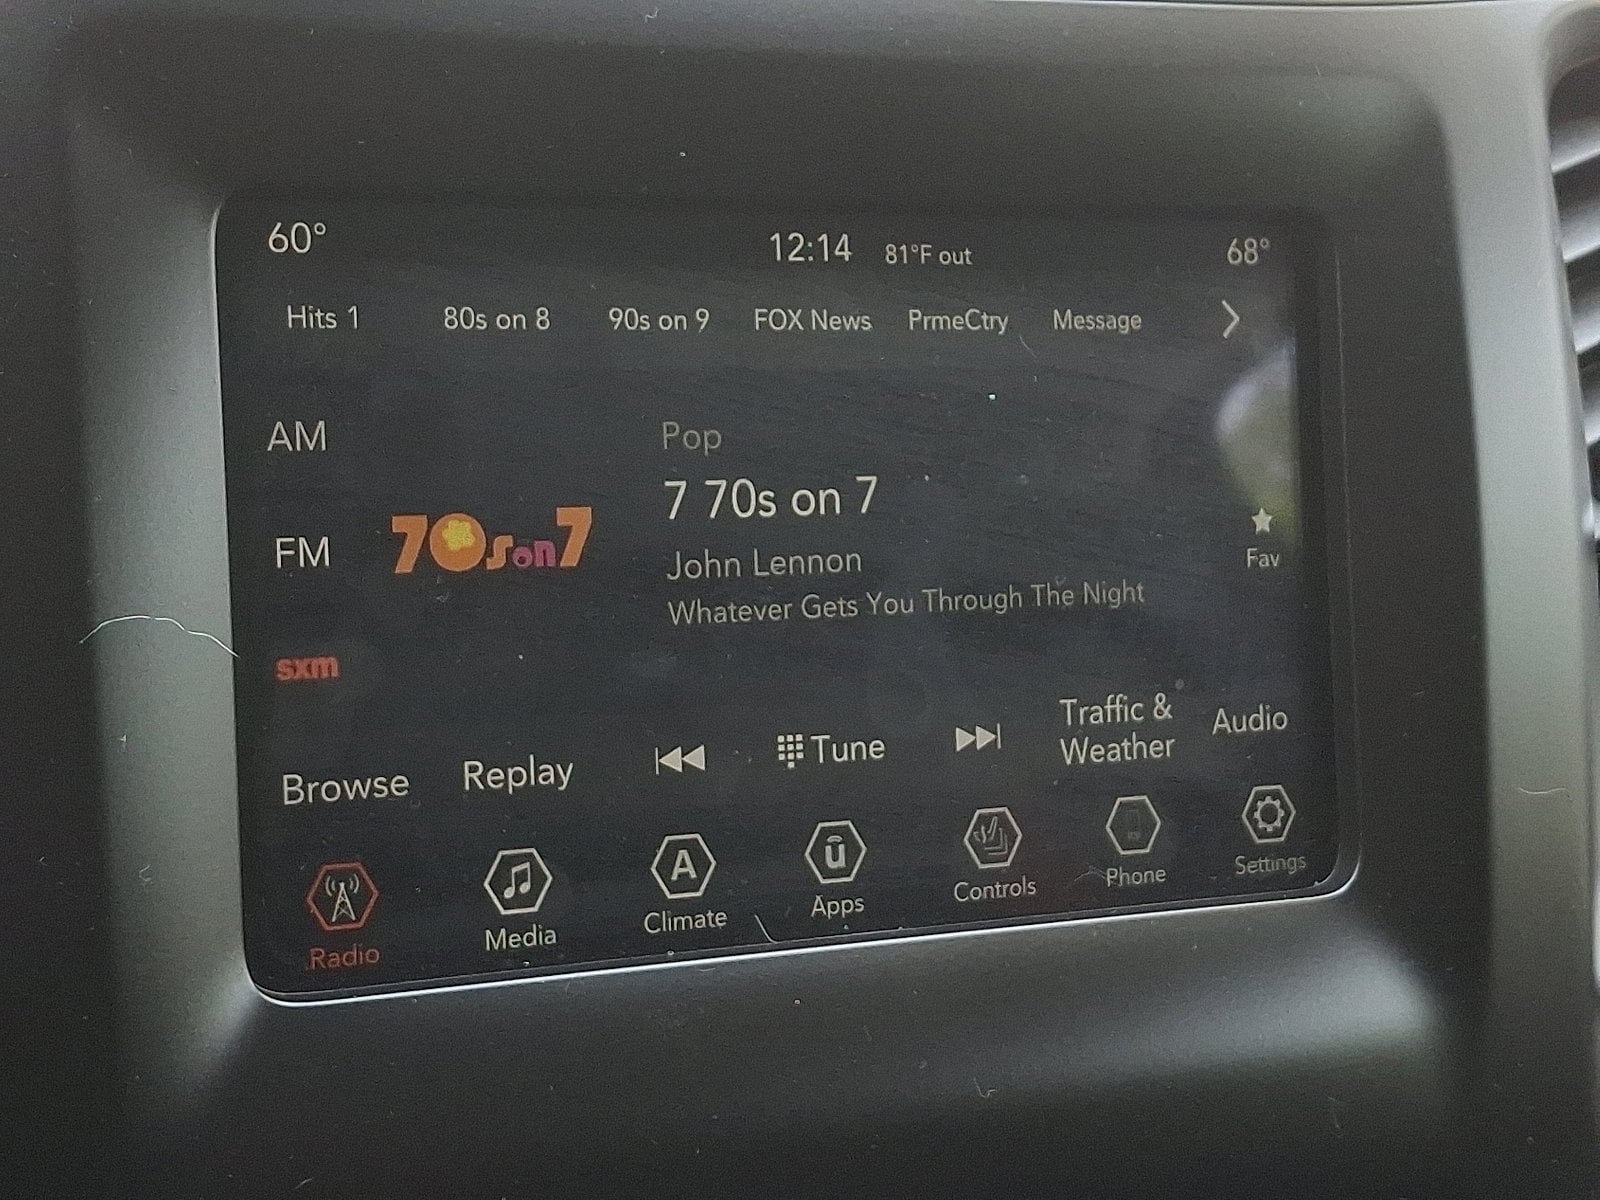 60°
12:14 81°F out
68°
Hits 1 80s on 8 90s on 9 FOX News PrmeCtry Message
AM
FM
sxm
70s on 7
Pop
7 70s on 7
John Lennon
Whatever Gets You Through The Night
Fav
Browse Replay Tune Traffic & Weather Audio
A
ū
Radio Media Climate Apps Controls Phone Settings